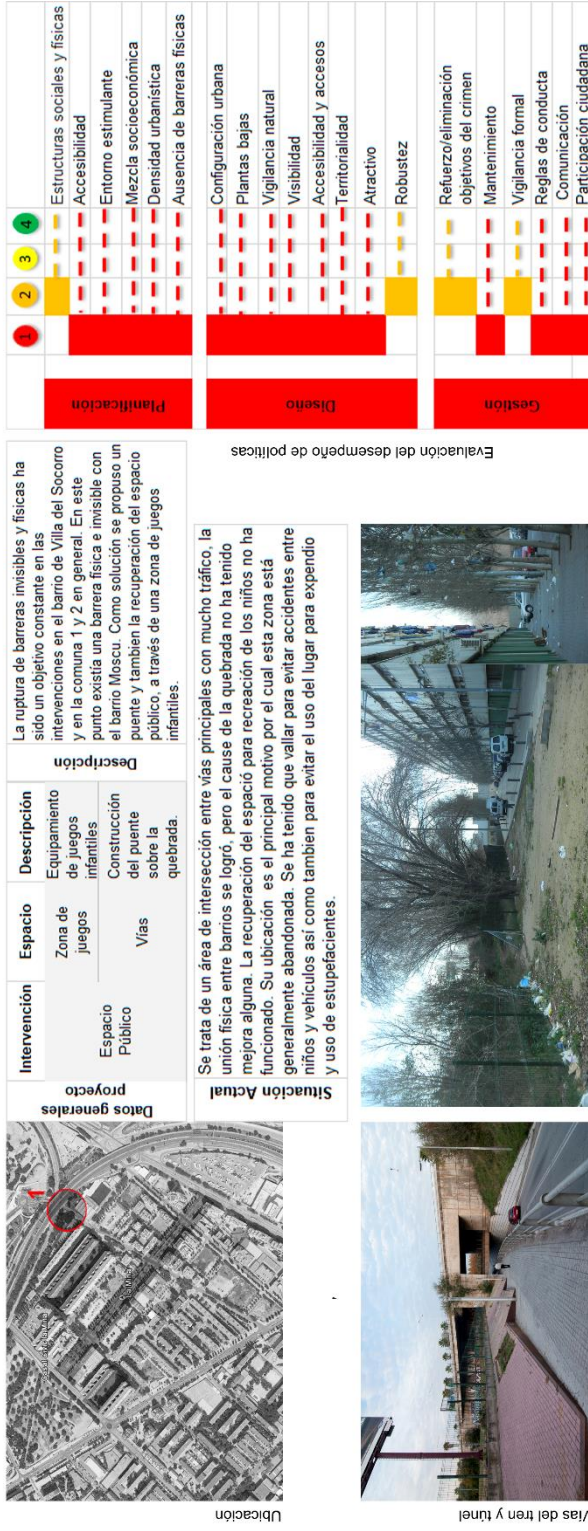 Ubicación
1
Vías del tren y túnel
Datos generales
proyecto
Intervención
Espacio
Descripción
Espacio
Público
Zona de
juegos
Equipamiento
de juegos
infantiles
Vías
Construcción
del puente
sobre la
quebrada.
Descripción
La ruptura de barreras invisibles y físicas ha
sido un objetivo constante en las
intervenciones en el barrio de Villa del Socorro
y en la comuna 1 y 2 en general. En este
punto existía una barrera física e invisible con
el barrio Moscu. Como solución se propuso un
puente y tambien la recuperación del espacio
público, a través de una zona de juegos
infantiles.
Situación Actual
Se trata de un área de intersección entre vías principales con mucho tráfico, la
unión física entre barrios se logró, pero el cause de la quebrada no ha tenido
mejora alguna. La recuperación del espació para recreación de los niños no ha
funcionado. Su ubicación es el principal motivo por el cual esta zona está
generalmente abandonada. Se ha tenido que vallar para evitar accidentes entre
niños y vehículos así como tambien para evitar el uso del lugar para expendio
y uso de estupefacientes.
Evaluación del desempeño de políticas
1
2
3
4
Planificación
Estructuras sociales y físicas
Accesibilidad
Entorno estimulante
Mezcla socioeconómica
Densidad urbanística
Ausencia de barreras físicas
Diseño
Configuración urbana
Plantas bajas
Vigilancia natural
Visibilidad
Accesibilidad y accesos
Territorialidad
Atractivo
Robustez
Gestión
Refuerzo/eliminación
objetivos del crimen
Mantenimiento
Vigilancia formal
Reglas de conducta
Comunicación
Participación ciudadana